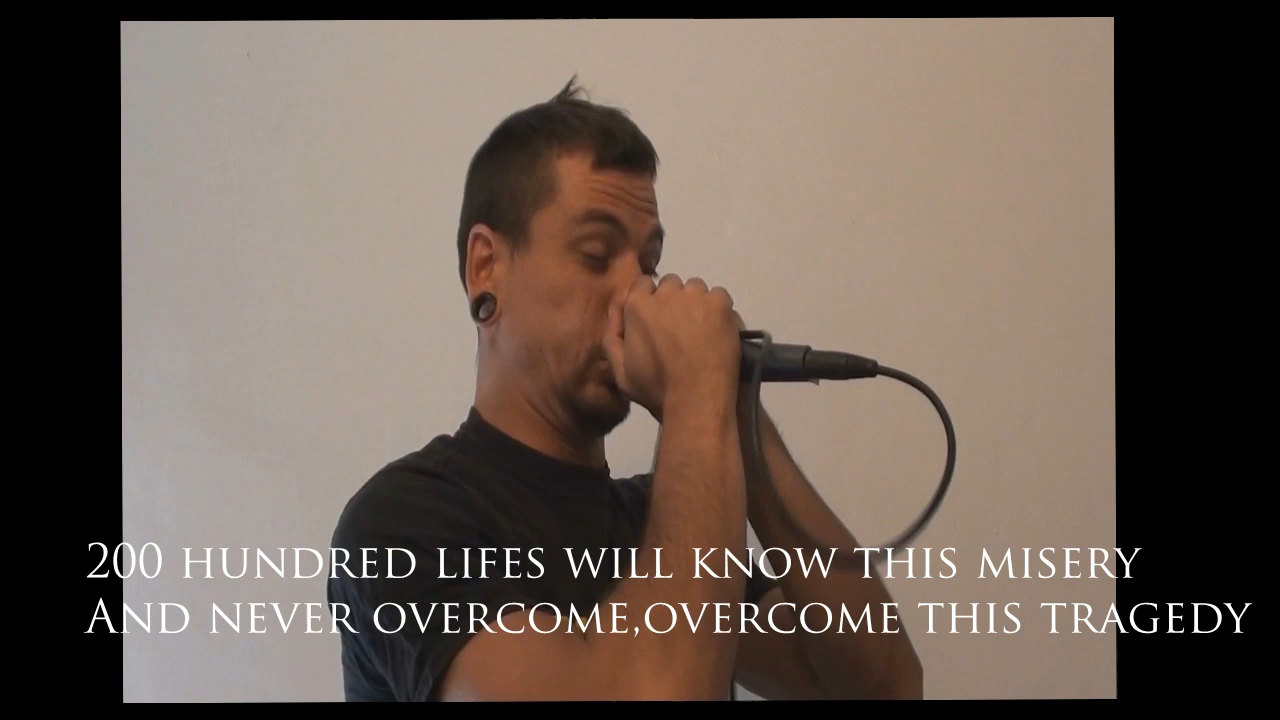 200 HUNDRED LIFES WILL KNOW THIS MISERY
AND NEVER OVERCOME,OVERCOME THIS TRAGEDY